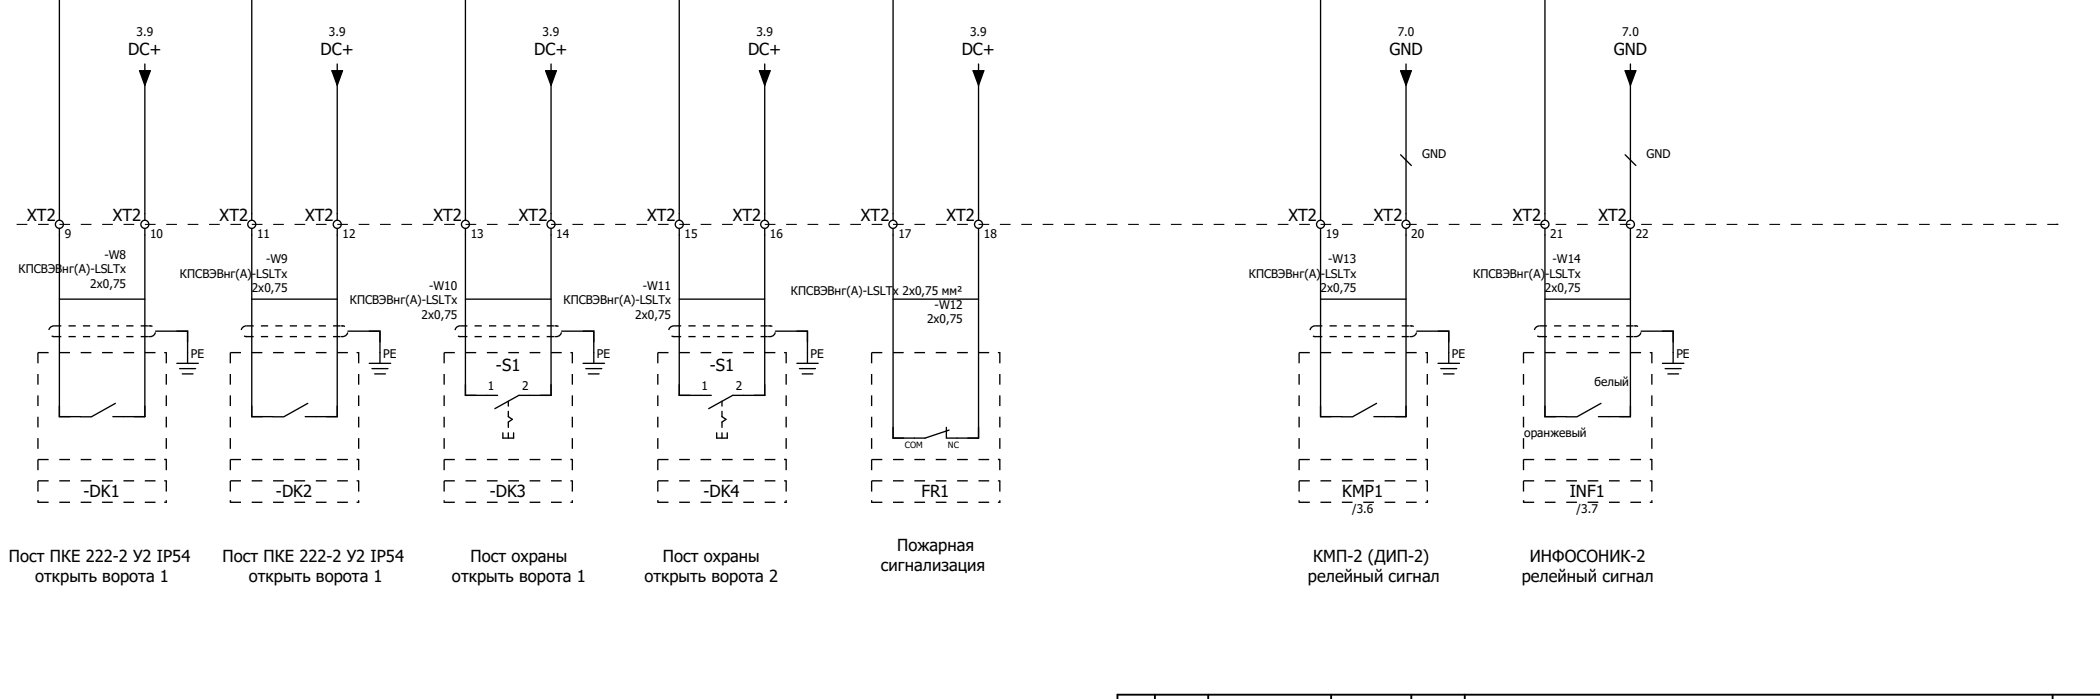 3.9
DC+
3.9
DC+
3.9
DC+
3.9
DC+
3.9
DC+
7.0
GND
7.0
GND
GND
GND
XT2
XT2
XT2
XT2
XT2
XT2
XT2
XT2
XT2
XT2
XT2
XT2
XT2
XT2
9
10
11
12
13
14
15
16
17
18
19
20
21
22
-W8
КПСВЭВнг(А)-LSLTx
2x0,75
-W9
КПСВЭВнг(А)-LSLTx
2x0,75
-W10
КПСВЭВнг(А)-LSLTx
2x0,75
-W11
КПСВЭВнг(А)-LSLTx
2x0,75
КПСВЭВнг(А)-LSLTx 2x0,75 мм²
-W12
2x0,75
-W13
КПСВЭВнг(А)-LSLTx
2x0,75
-W14
КПСВЭВнг(А)-LSLTx
2x0,75
PE
PE
PE
PE
PE
PE
-S1
1
2
-S1
1
2
COM
NC
белый
оранжевый
-DK1
-DK2
-DK3
-DK4
FR1
KMP1
/3.6
INF1
/3.7
Пост ПКЕ 222-2 У2 IP54
открыть ворота 1
Пост ПКЕ 222-2 У2 IP54
открыть ворота 1
Пост охраны
открыть ворота 1
Пост охраны
открыть ворота 2
Пожарная
сигнализация
КМП-2 (ДИП-2)
релейный сигнал
ИНФОСОНИК-2
релейный сигнал